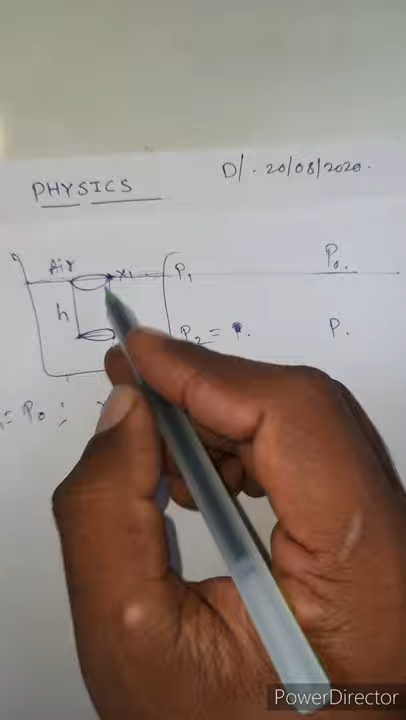 D/. 20/08/2020.
PHYSICS
Air x1 P1 P0.
h
P2 = P. P.
= P0 :
PowerDirector